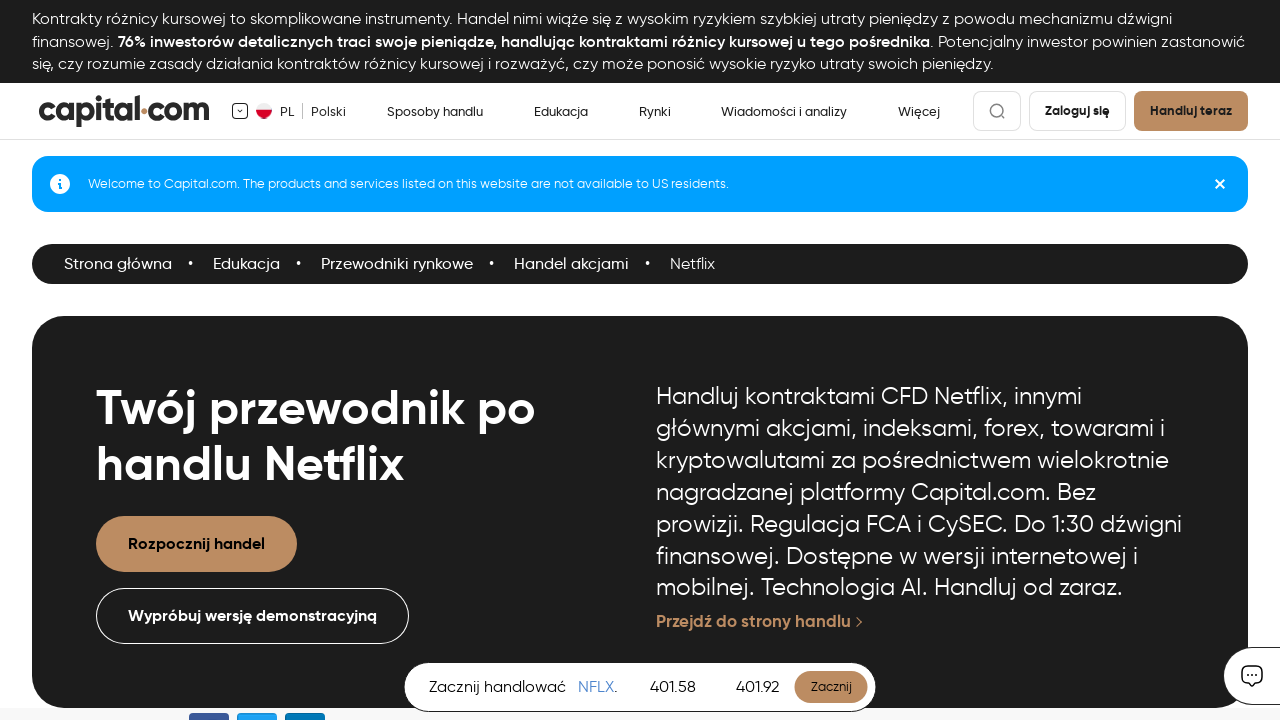 Kontrakty różnicy kursowej to skomplikowane instrumenty. Handel nimi wiąże się z wysokim ryzykiem szybkiej utraty pieniędzy z powodu mechanizmu dźwigni
finansowej. 76% inwestorów detalicznych traci swoje pieniądze, handlując kontraktami różnicy kursowej u tego pośrednika. Potencjalny inwestor powinien zastanowić
się, czy rozumie zasady działania kontraktów różnicy kursowej i rozważyć, czy może ponosić wysokie ryzyko utraty swoich pieniędzy.
capital.com PL Polski Sposoby handlu Edukacja Rynki Wiadomości i analizy Więcej Zaloguj się Handluj teraz
Welcome to Capital.com. The products and services listed on this website are not available to US residents.
Strona główna • Edukacja • Przewodniki rynkowe • Handel akcjami • Netflix
Twój przewodnik po
handlu Netflix
Rozpocznij handel
Wypróbuj wersję demonstracyjną
Handluj kontraktami CFD Netflix, innymi
głównymi akcjami, indeksami, forex, towarami i
kryptowalutami za pośrednictwem wielokrotnie
nagradzanej platformy Capital.com. Bez
prowizji. Regulacja FCA i CySEC. Do 1:30 dźwigni
finansowej. Dostępne w wersji internetowej i
mobilnej. Technologia AI. Handluj od zaraz.
Przejdź do strony handlu
Zacznij handlować NFLX. 401.58 401.92 Zacznij